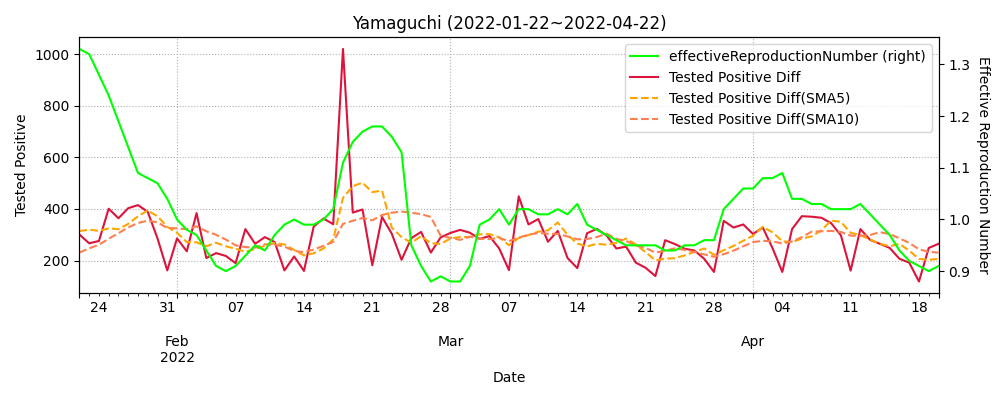 Yamaguchi (2022-01-22~2022-04-22)
effectiveReproductionNumber (right)
Tested Positive Diff
Tested Positive Diff(SMA5)
Tested Positive Diff(SMA10)
Tested Positive
1000
800
600
400
200
Effective Reproduction Number
1.3
1.2
1.1
1.0
0.9
24 31 07 14 21 28 07 14 21 28 04 11 18
Feb Mar Apr
2022
Date